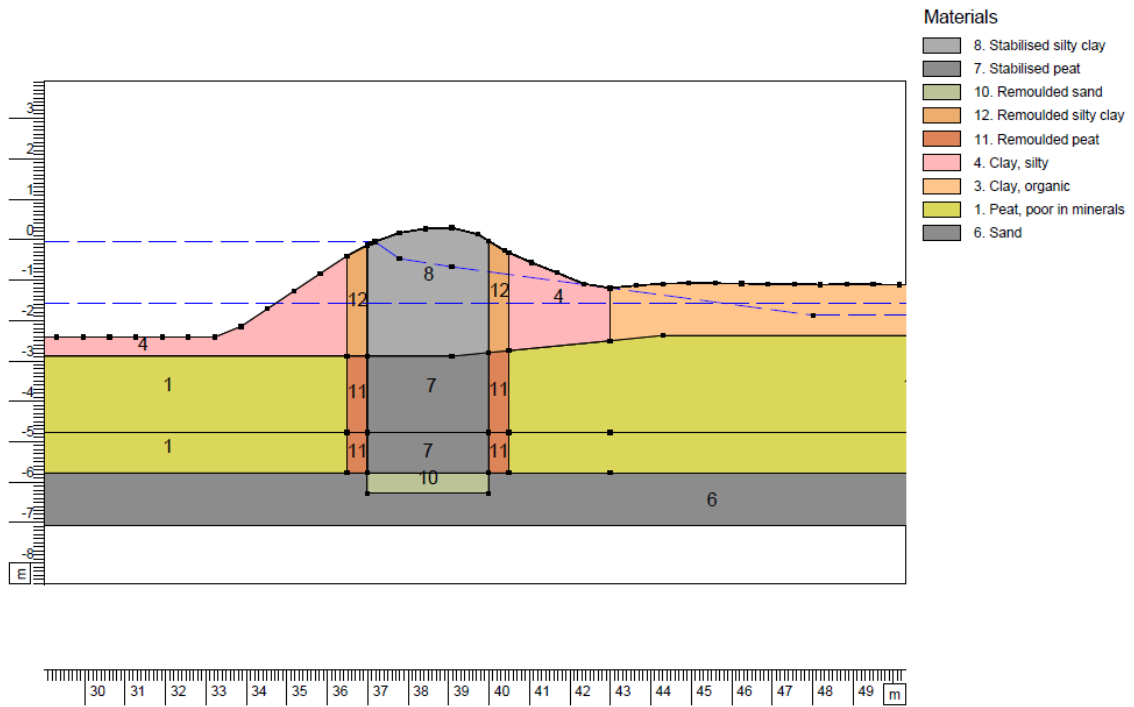 Materials
8. Stabilised silty clay
7. Stabilised peat
10. Remoulded sand
12. Remoulded silty clay
11. Remoulded peat
4. Clay, silty
3. Clay, organic
1. Peat, poor in minerals
6. Sand
3
2
1
0
-1
-2
-3
-4
-5
-6
-7
-8
m
8
12
12
4
4
1
11
7
11
1
11
7
11
10
6
30 31 32 33 34 35 36 37 38 39 40 41 42 43 44 45 46 47 48 49 m